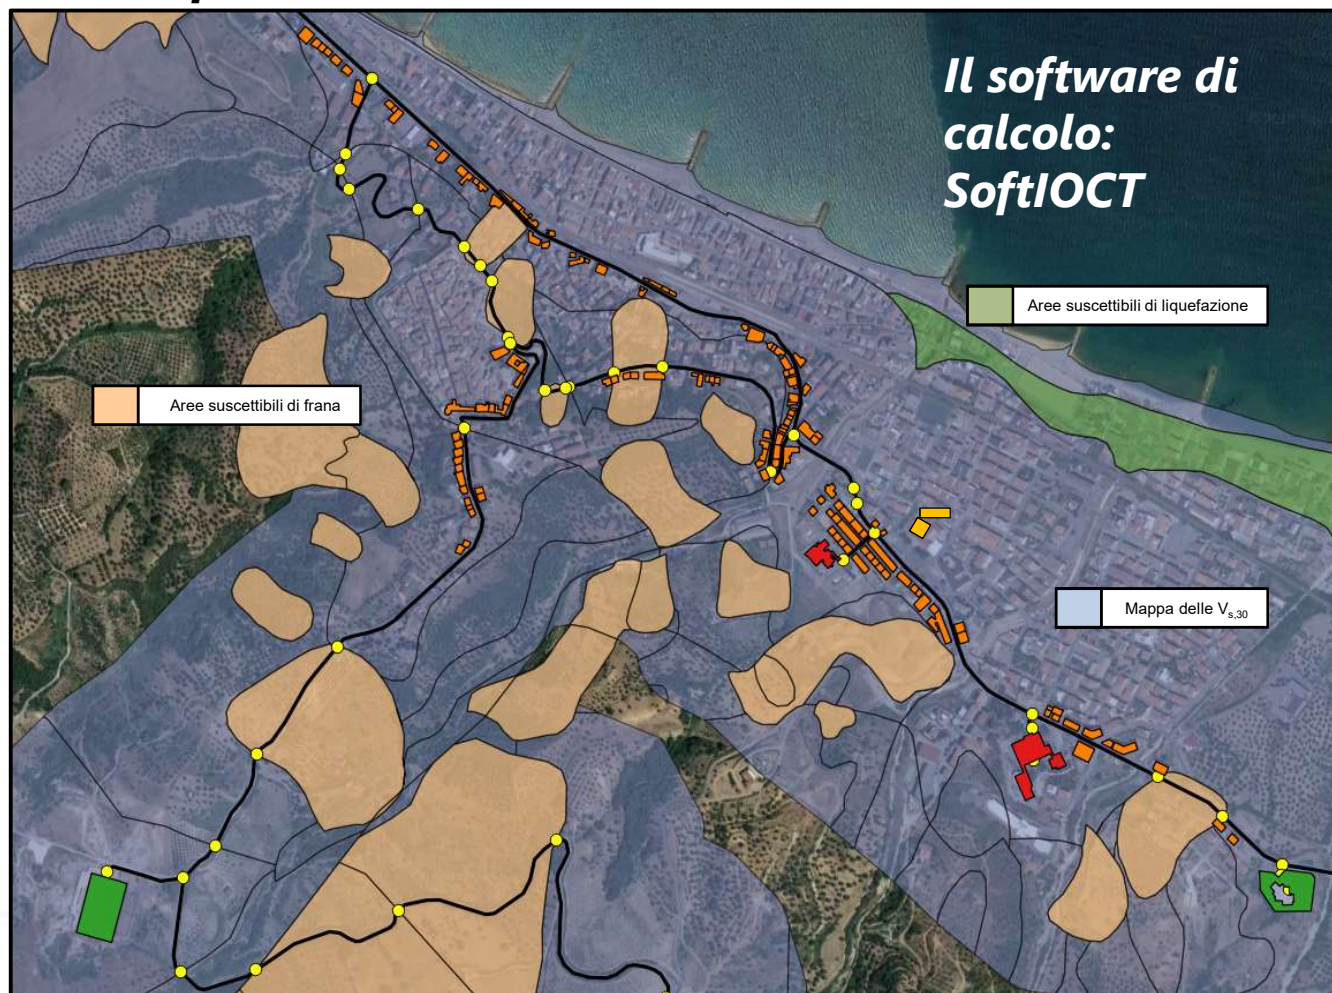 Il software di
calcolo:
SoftIOCT
Aree suscettibili di liquefazione
Aree suscettibili di frana
Mappa delle Vs,30